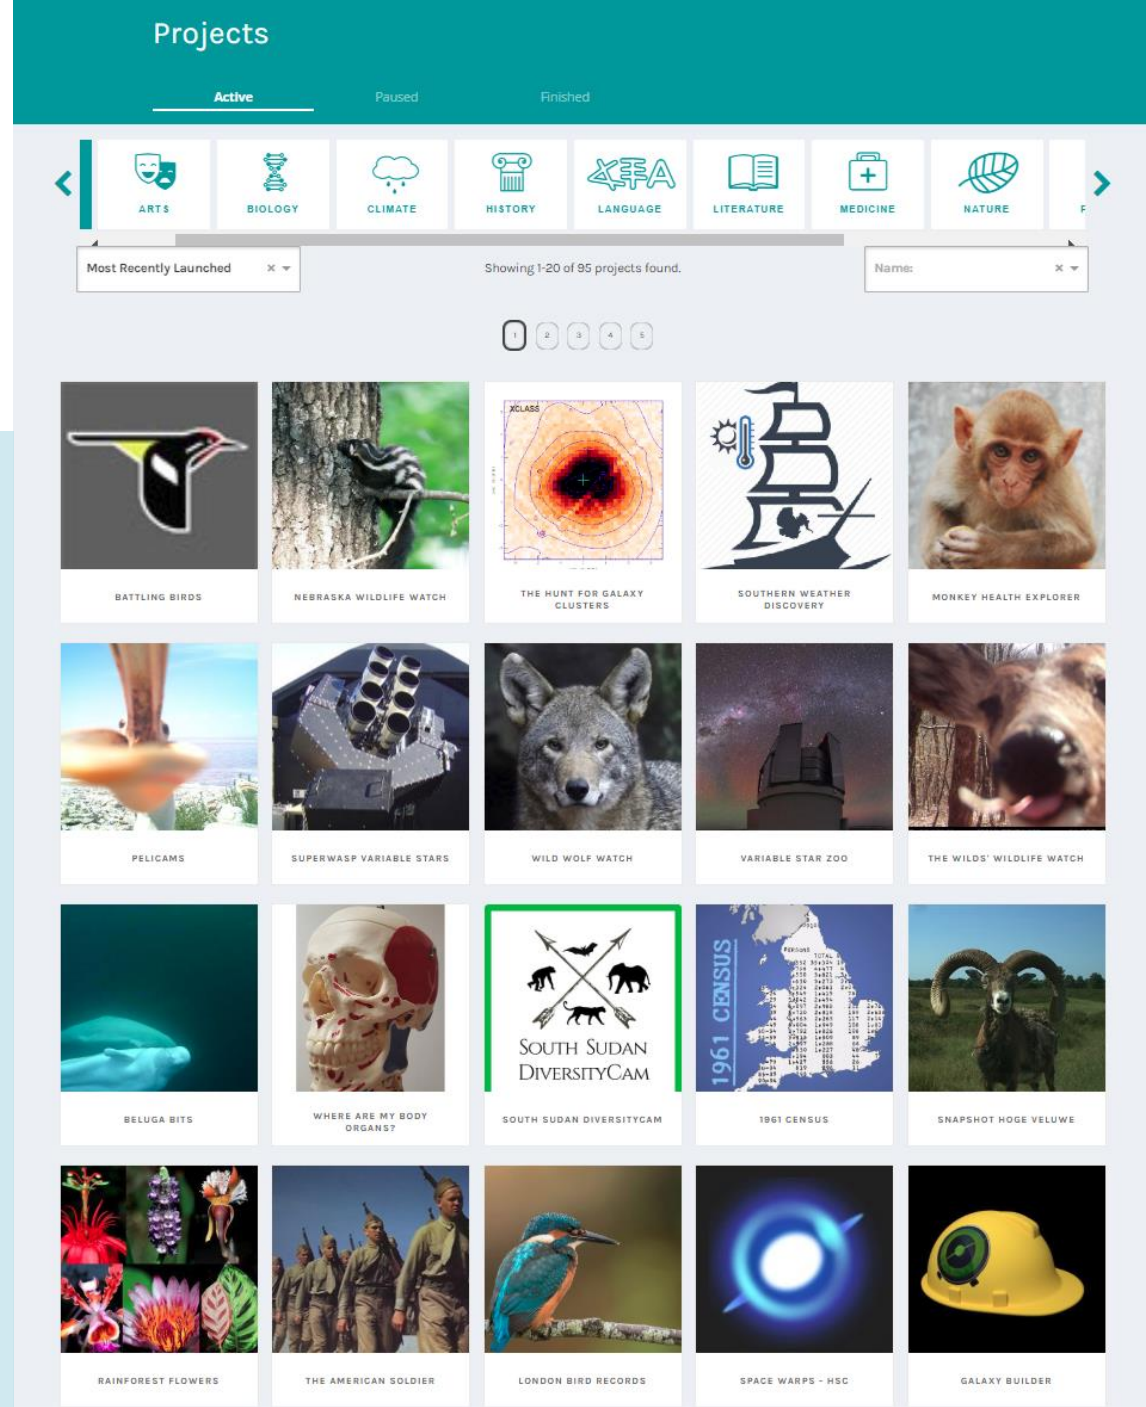 Projects
Active
Paused
Finished
ARTS
BIOLOGY
CLIMATE
HISTORY
LANGUAGE
LITERATURE
MEDICINE
NATURE
Most Recently Launched
Showing 1-20 of 95 projects found.
Name:
1 2 3 4 5
XCLASS
BATTLING BIRDS
NEBRASKA WILDLIFE WATCH
THE HUNT FOR GALAXY
CLUSTERS
SOUTHERN WEATHER
DISCOVERY
MONKEY HEALTH EXPLORER
PELICAMS
SUPERWASP VARIABLE STARS
WILD WOLF WATCH
VARIABLE STAR ZOO
THE WILDS' WILDLIFE WATCH
SOUTH SUDAN
DIVERSITYCAM
1961 CENSUS
PERSONS
TOTAL
BELUGA BITS
WHERE ARE MY BODY
ORGANS?
SOUTH SUDAN DIVERSITYCAM
1961 CENSUS
SNAPSHOT HOGE VELUWE
RAINFOREST FLOWERS
THE AMERICAN SOLDIER
LONDON BIRD RECORDS
SPACE WARPS - HSC
GALAXY BUILDER